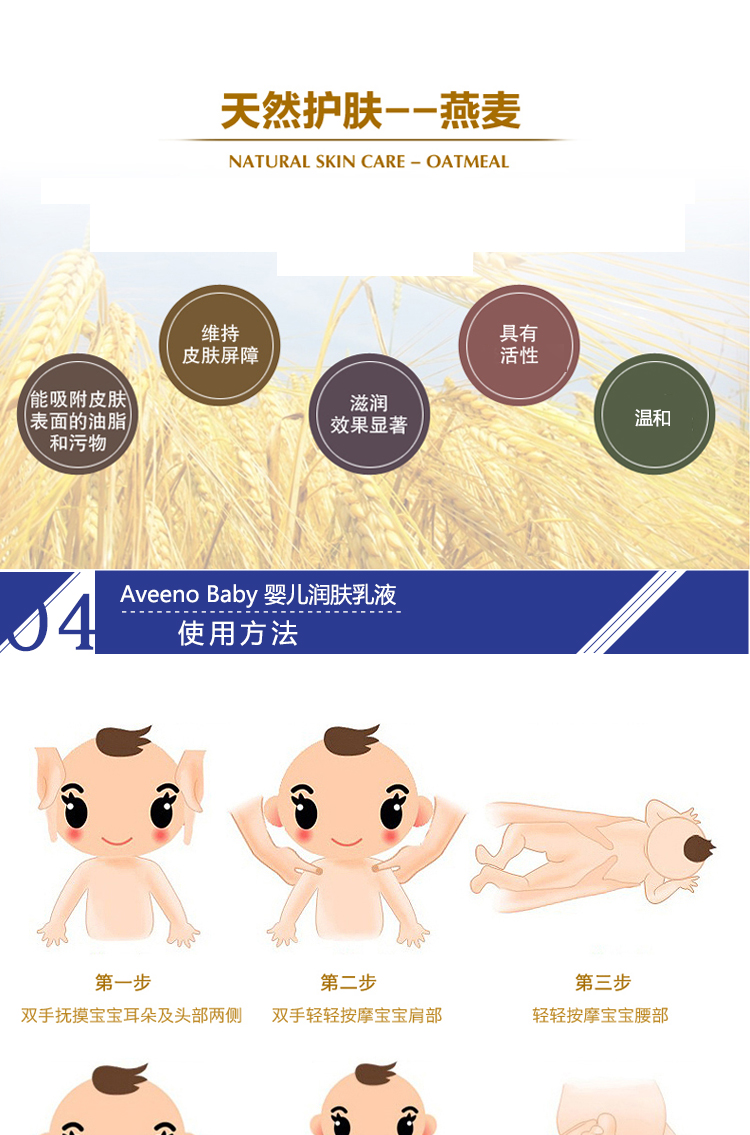 天然护肤--燕麦
NATURAL SKIN CARE – OATMEAL
维持
皮肤屏障
具有
活性
能吸附皮肤
表面的油脂
和污物
滋润
效果显著
温和
04
Aveeno Baby 婴儿润肤乳液
使用方法
第一步
第二步
第三步
双手抚摸宝宝耳朵及头部两侧
双手轻轻按摩宝宝肩部
轻轻按摩宝宝腰部